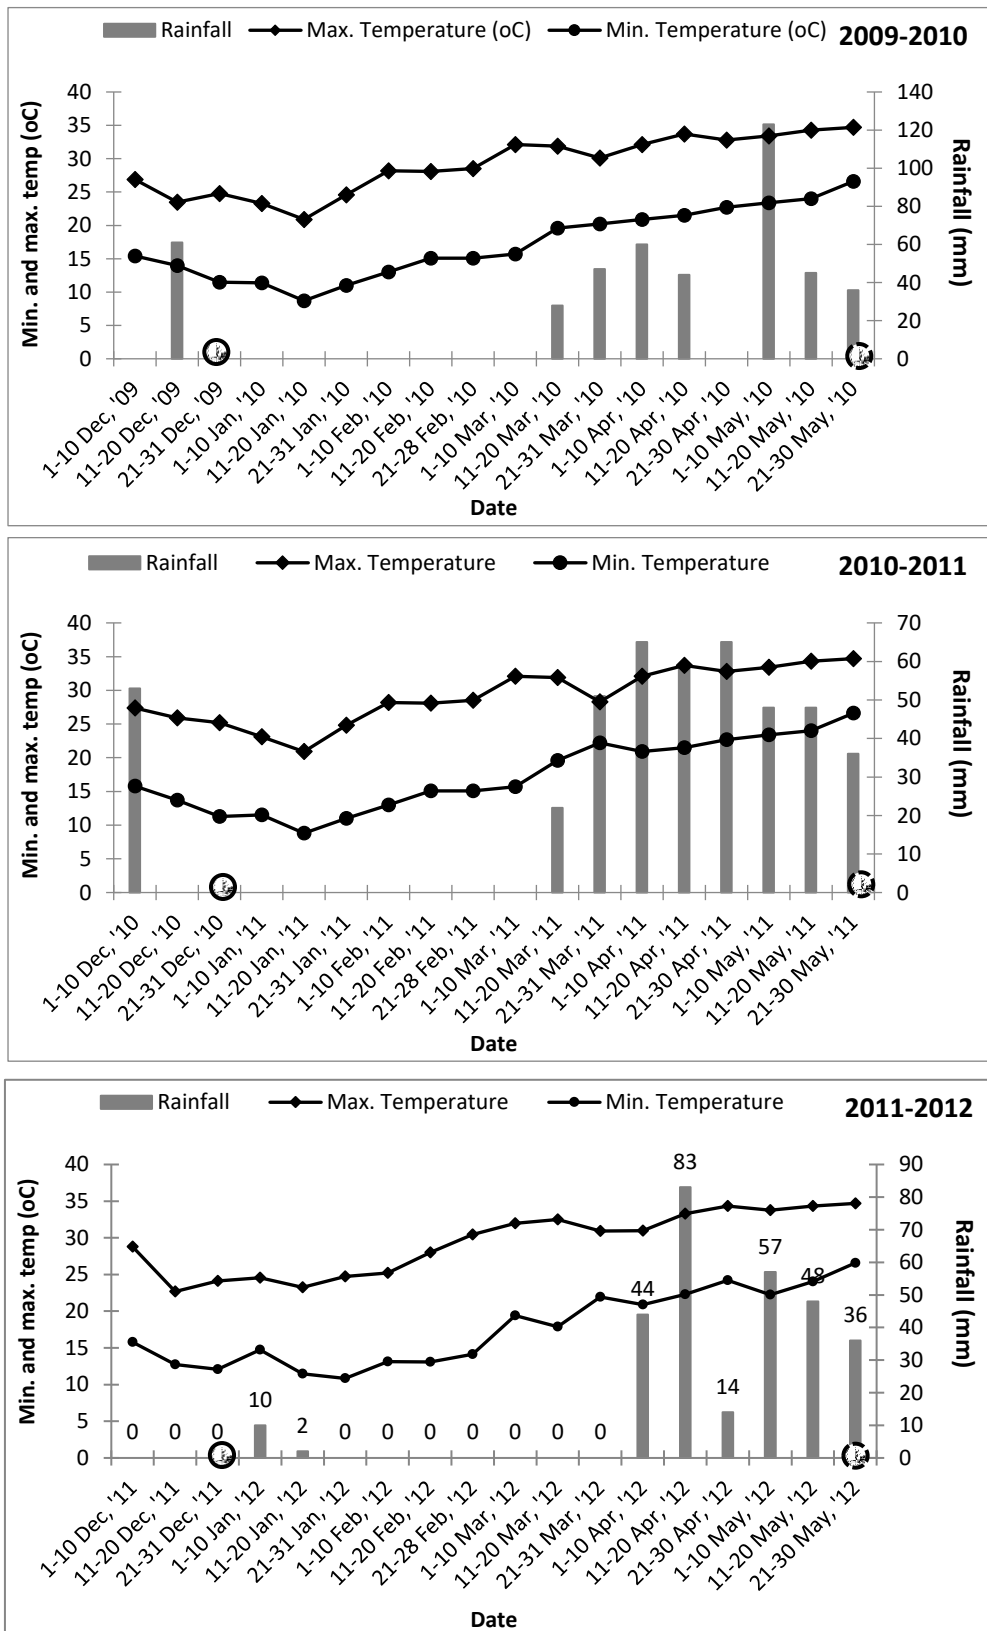 Rainfall Max. Temperature (oC) Min. Temperature (oC) 2009-2010
Min. and max. temp (oC)
40
35
30
25
20
15
10
5
0
140
120
100
80
60
40
20
0
Rainfall (mm)
1-10 Dec, '09
11-20 Dec, '09
21-31 Dec, '09
1-10 Jan, '10
11-20 Jan, '10
21-31 Jan, '10
1-10 Feb, '10
11-20 Feb, '10
21-28 Feb, '10
1-10 Mar, '10
11-20 Mar, '10
21-31 Mar, '10
1-10 Apr, '10
11-20 Apr, '10
21-30 Apr, '10
1-10 May, '10
11-20 May, '10
21-30 May, '10
Date
Rainfall Max. Temperature Min. Temperature 2010-2011
Min. and max. temp (oC)
40
35
30
25
20
15
10
5
0
70
60
50
40
30
20
10
0
Rainfall (mm)
1-10 Dec, '10
11-20 Dec, '10
21-31 Dec, '10
1-10 Jan, '11
11-20 Jan, '11
21-31 Jan, '11
1-10 Feb, '11
11-20 Feb, '11
21-28 Feb, '11
1-10 Mar, '11
11-20 Mar, '11
21-31 Mar, '11
1-10 Apr, '11
11-20 Apr, '11
21-30 Apr, '11
1-10 May, '11
11-20 May, '11
21-30 May, '11
Date
Rainfall Max. Temperature Min. Temperature 2011-2012
Min. and max. temp (oC)
40
35
30
25
20
15
10
5
0
0 0 0 10 2 0 0 0 0 0 0 0 44 83 14 57 48 36
90
80
70
60
50
40
30
20
10
0
Rainfall (mm)
1-10 Dec, '11
11-20 Dec, '11
21-31 Dec, '11
1-10 Jan, '12
11-20 Jan, '12
21-31 Jan, '12
1-10 Feb, '12
11-20 Feb, '12
21-28 Feb, '12
1-10 Mar, '12
11-20 Mar, '12
21-31 Mar, '12
1-10 Apr, '12
11-20 Apr, '12
21-30 Apr, '12
1-10 May, '12
11-20 May, '12
21-30 May, '12
Date